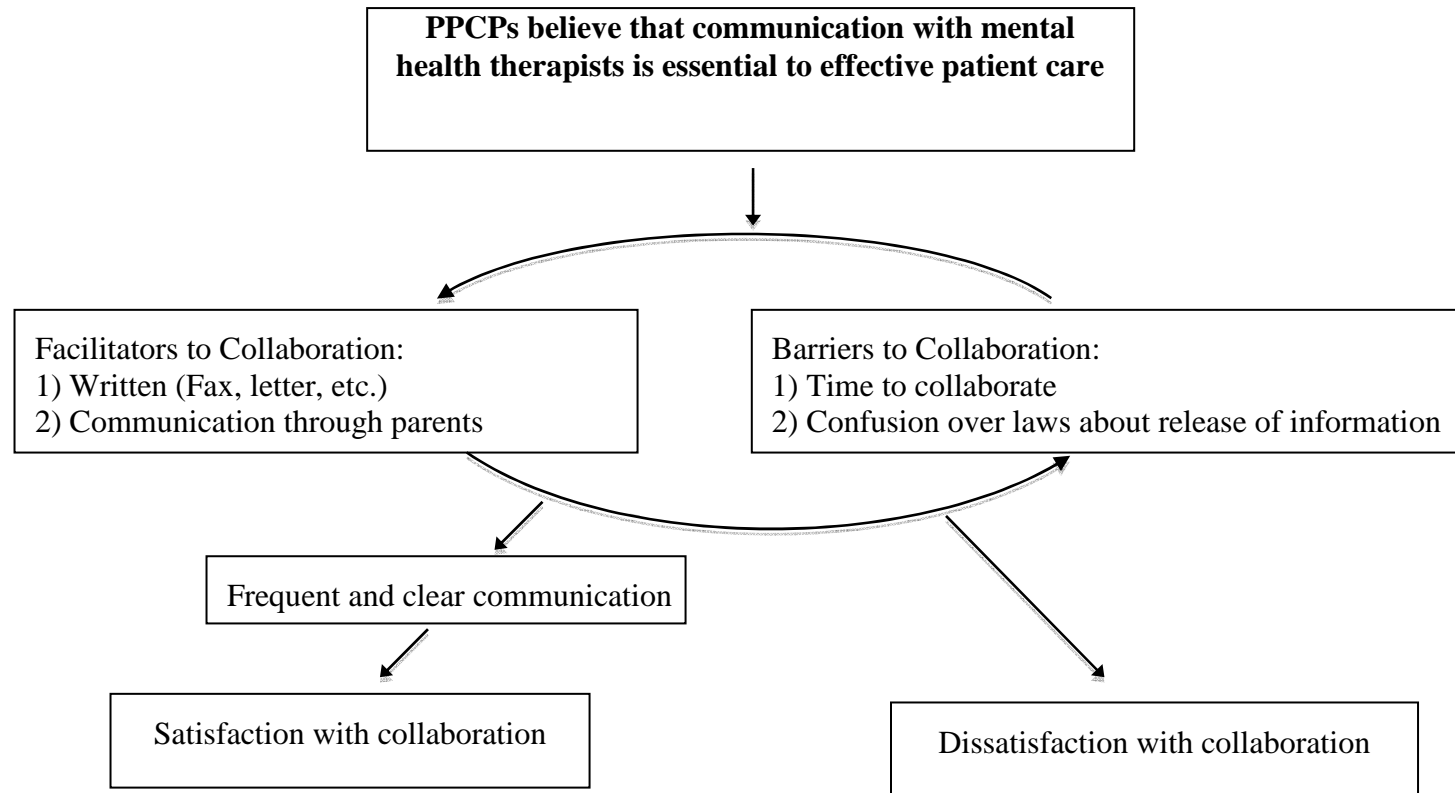 PPCPs believe that communication with mental
health therapists is essential to effective patient care
Facilitators to Collaboration:
1) Written (Fax, letter, etc.)
2) Communication through parents
Barriers to Collaboration:
1) Time to collaborate
2) Confusion over laws about release of information
Frequent and clear communication
Satisfaction with collaboration
Dissatisfaction with collaboration